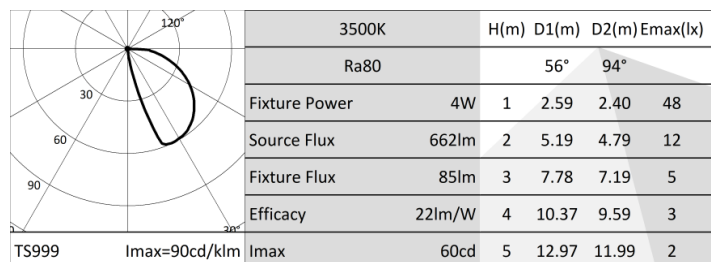 120°
30
60
90
30°
TS999 Imax=90cd/klm
3500K H(m) D1(m) D2(m) Emax(lx)
Ra80 56° 94°
Fixture Power 4W 1 2.59 2.40 48
Source Flux 662lm 2 5.19 4.79 12
Fixture Flux 85lm 3 7.78 7.19 5
Efficacy 22lm/W 4 10.37 9.59 3
Imax 60cd 5 12.97 11.99 2